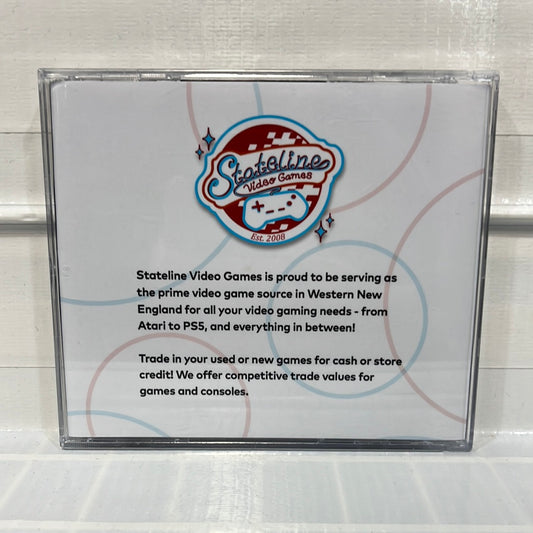 Stateline
Video Games
Est. 2008
Stateline Video Games is proud to be serving as
the prime video game source in Western New
England for all your video gaming needs - from
Atari to PS5, and everything in between!
Trade in your used or new games for cash or store
credit! We offer competitive trade values for
games and consoles.